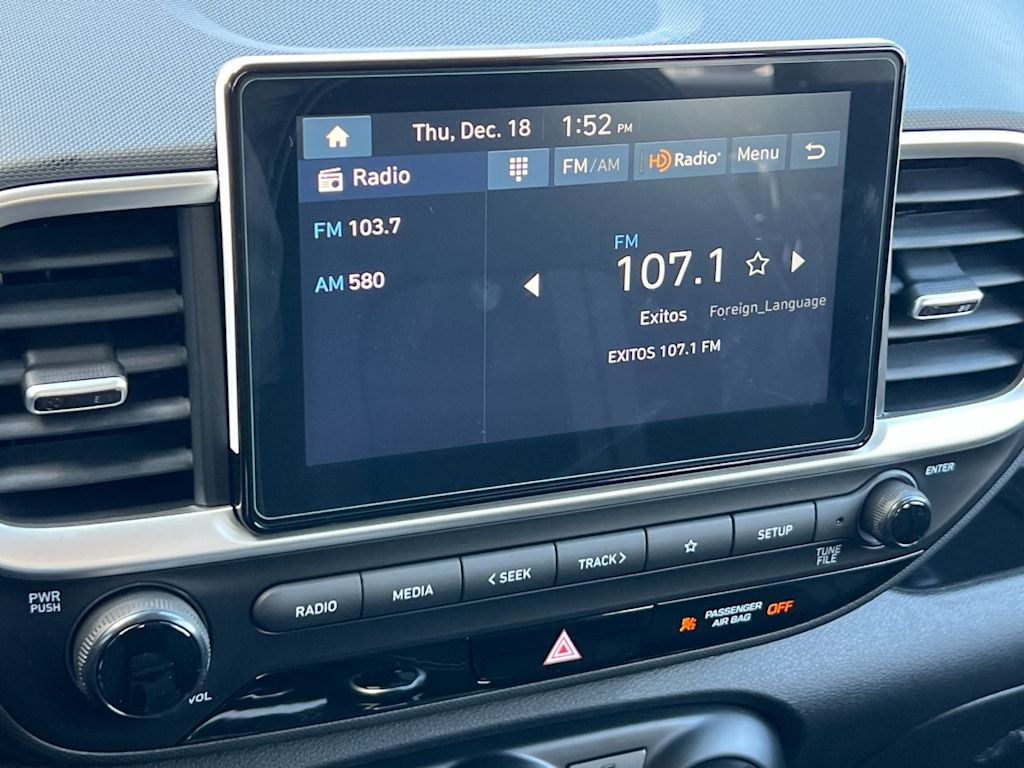 Thu, Dec. 18 1:52 PM
Radio FM/AM HD Radio Menu
FM 103.7
AM 580
FM
107.1
Exitos Foreign_Language
EXITOS 107.1 FM
ENTER
PWR
PUSH
RADIO MEDIA < SEEK TRACK > SETUP
TUNE
FILE
VOL
PASSENGER
AIR BAG OFF